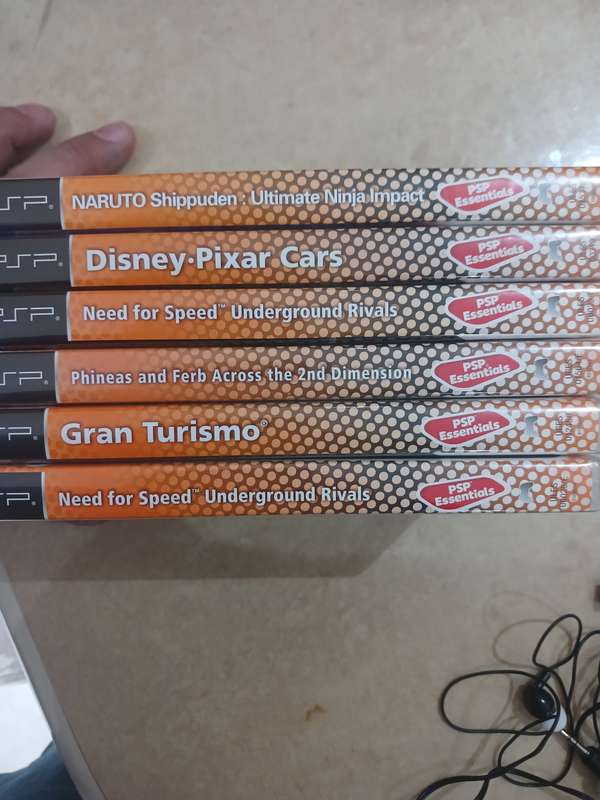 PSP NARUTO Shippuden : Ultimate Ninja Impact PSP Essentials
PSP Disney·Pixar Cars PSP Essentials
PSP Need for Speed™ Underground Rivals PSP Essentials
PSP Phineas and Ferb Across the 2nd Dimension PSP Essentials
PSP Gran Turismo® PSP Essentials
PSP Need for Speed™ Underground Rivals PSP Essentials